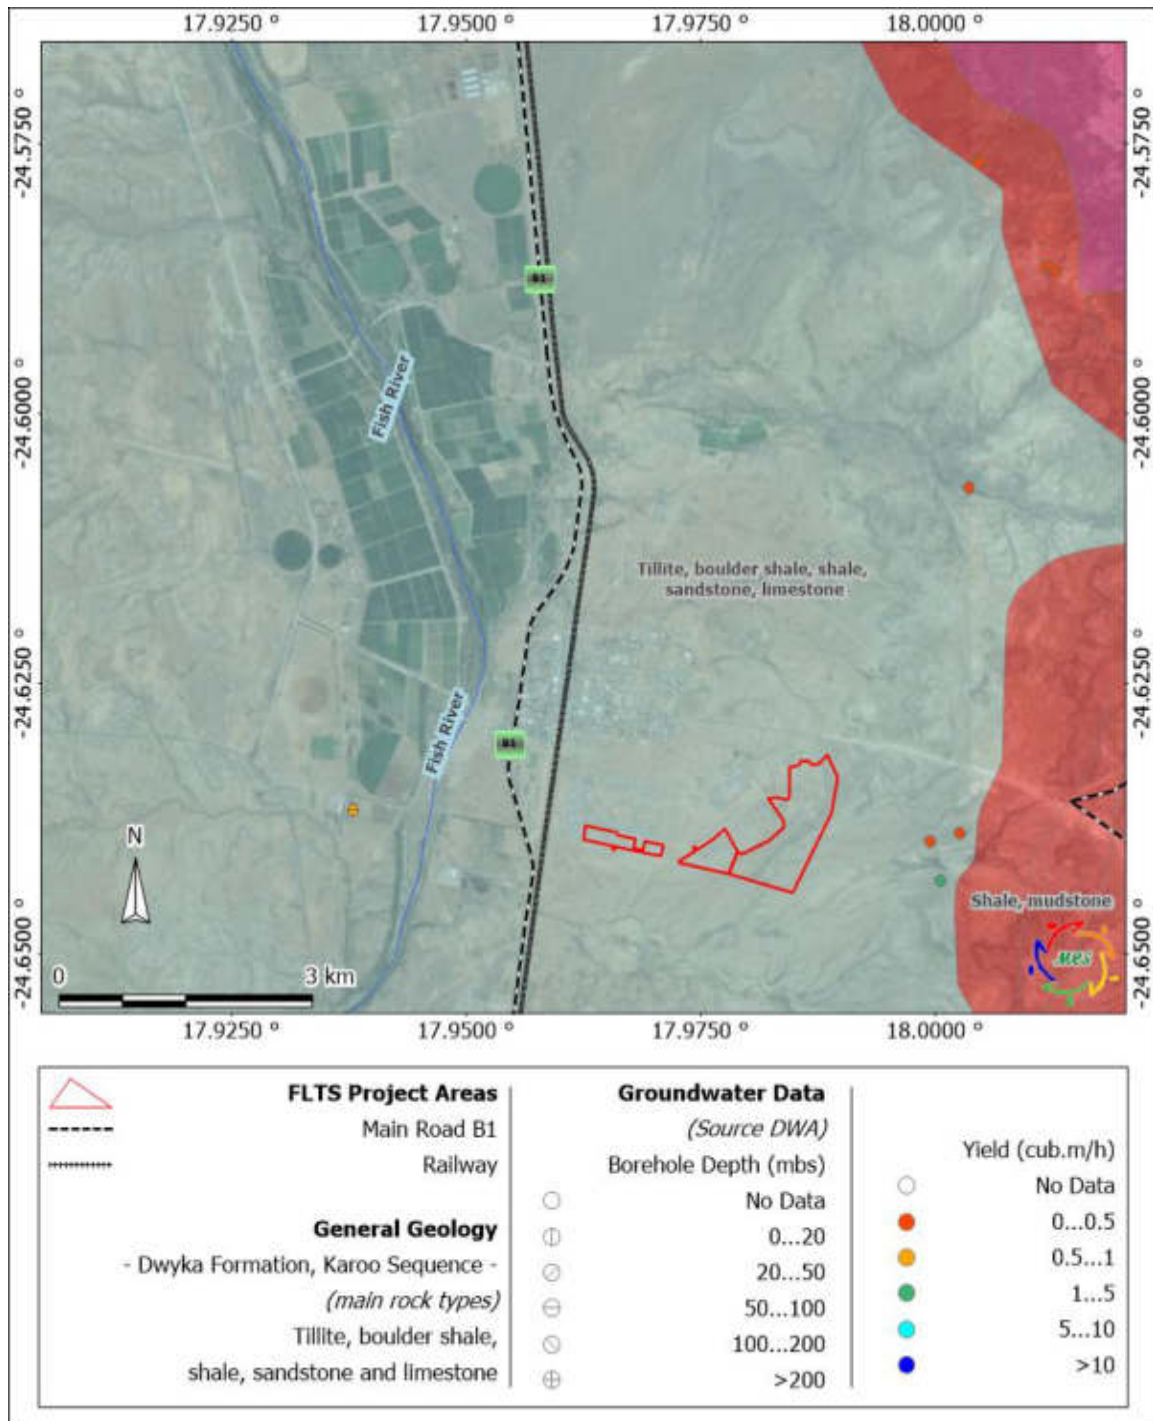 17.9250 °
17.9500 °
17.9750 °
18.0000 °
-24.5750 °
-24.5750 °
B1
Fish River
-24.6000 °
-24.6000 °
Tillite, boulder shale, shale,
sandstone, limestone
-24.6250 °
-24.6250 °
Fish River
B1
N
Shale, mudstone
MCS
-24.6500 °
-24.6500 °
0
3 km
17.9250 °
17.9500 °
17.9750 °
18.0000 °
FLTS Project Areas
Main Road B1
Railway
General Geology
- Dwyka Formation, Karoo Sequence -
(main rock types)
Tillite, boulder shale,
shale, sandstone and limestone
Groundwater Data
(Source DWA)
Borehole Depth (mbs)
No Data
0...20
20...50
50...100
100...200
>200
Yield (cub.m/h)
No Data
0...0.5
0.5...1
1...5
5...10
>10